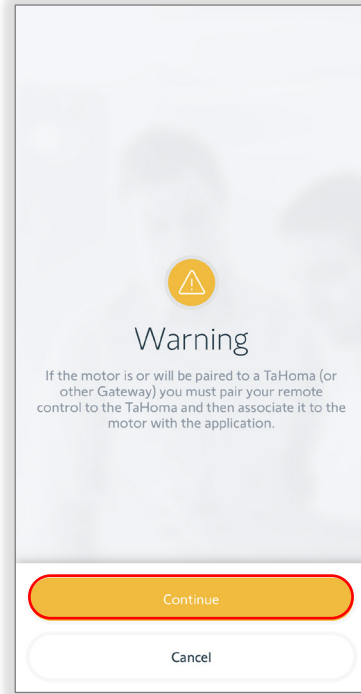 Warning
If the motor is or will be paired to a TaHoma (or
other Gateway) you must pair your remote
control to the TaHoma and then associate it to the
motor with the application.
Continue
Cancel